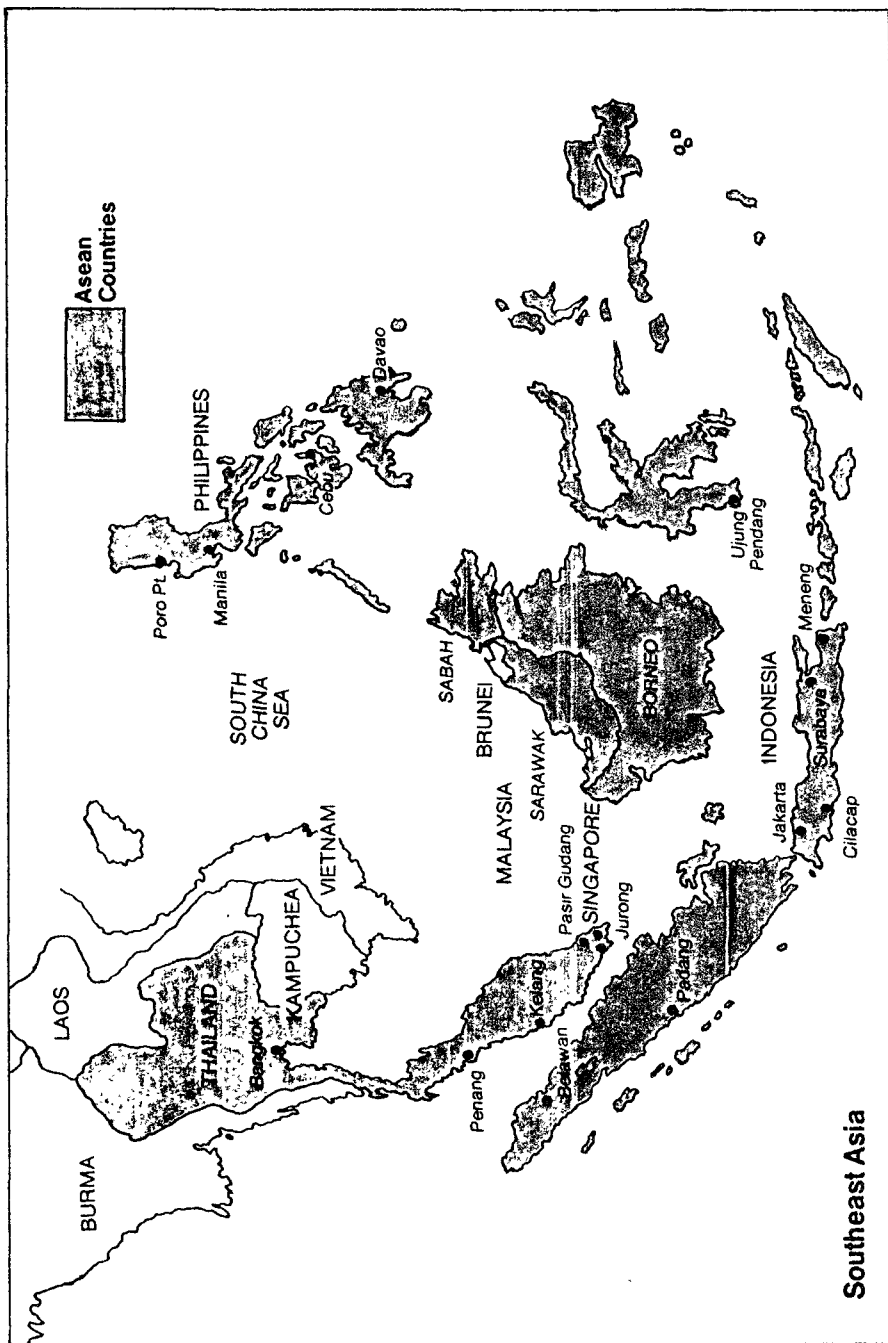 Asean
Countries
BURMA
LAOS
THAILAND
Bangkok
KAMPUCHEA
VIETNAM
SOUTH
CHINA
SEA
PHILIPPINES
Poro Pt.
Manila
Cebu
Davao
Penang
Kelang
MALAYSIA
Pasir Gudang
SINGAPORE
Jurong
SABAH
BRUNEI
SARAWAK
BORNEO
Belawan
Padang
INDONESIA
Jakarta
Cilacap
Surabaya
Meneng
Ujung
Pendang
Southeast Asia